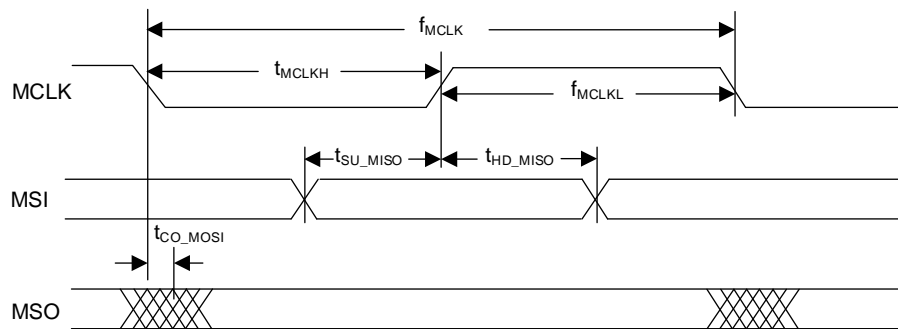 fMCLK
tMCLKH
MCLK
fMCLKL
tSU_MISO
tHD_MISO
MSI
tCO_MOSI
MSO